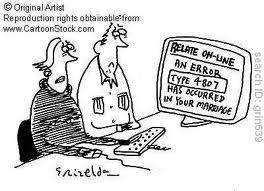 © Original Artist
Reproduction rights obtainable from
www.CartoonStock.com
RELATE ON-LINE
AN ERROR
TYPE 4807
HAS OCCURRED
IN YOUR MARRIAGE
Grizelda
search ID: grin639